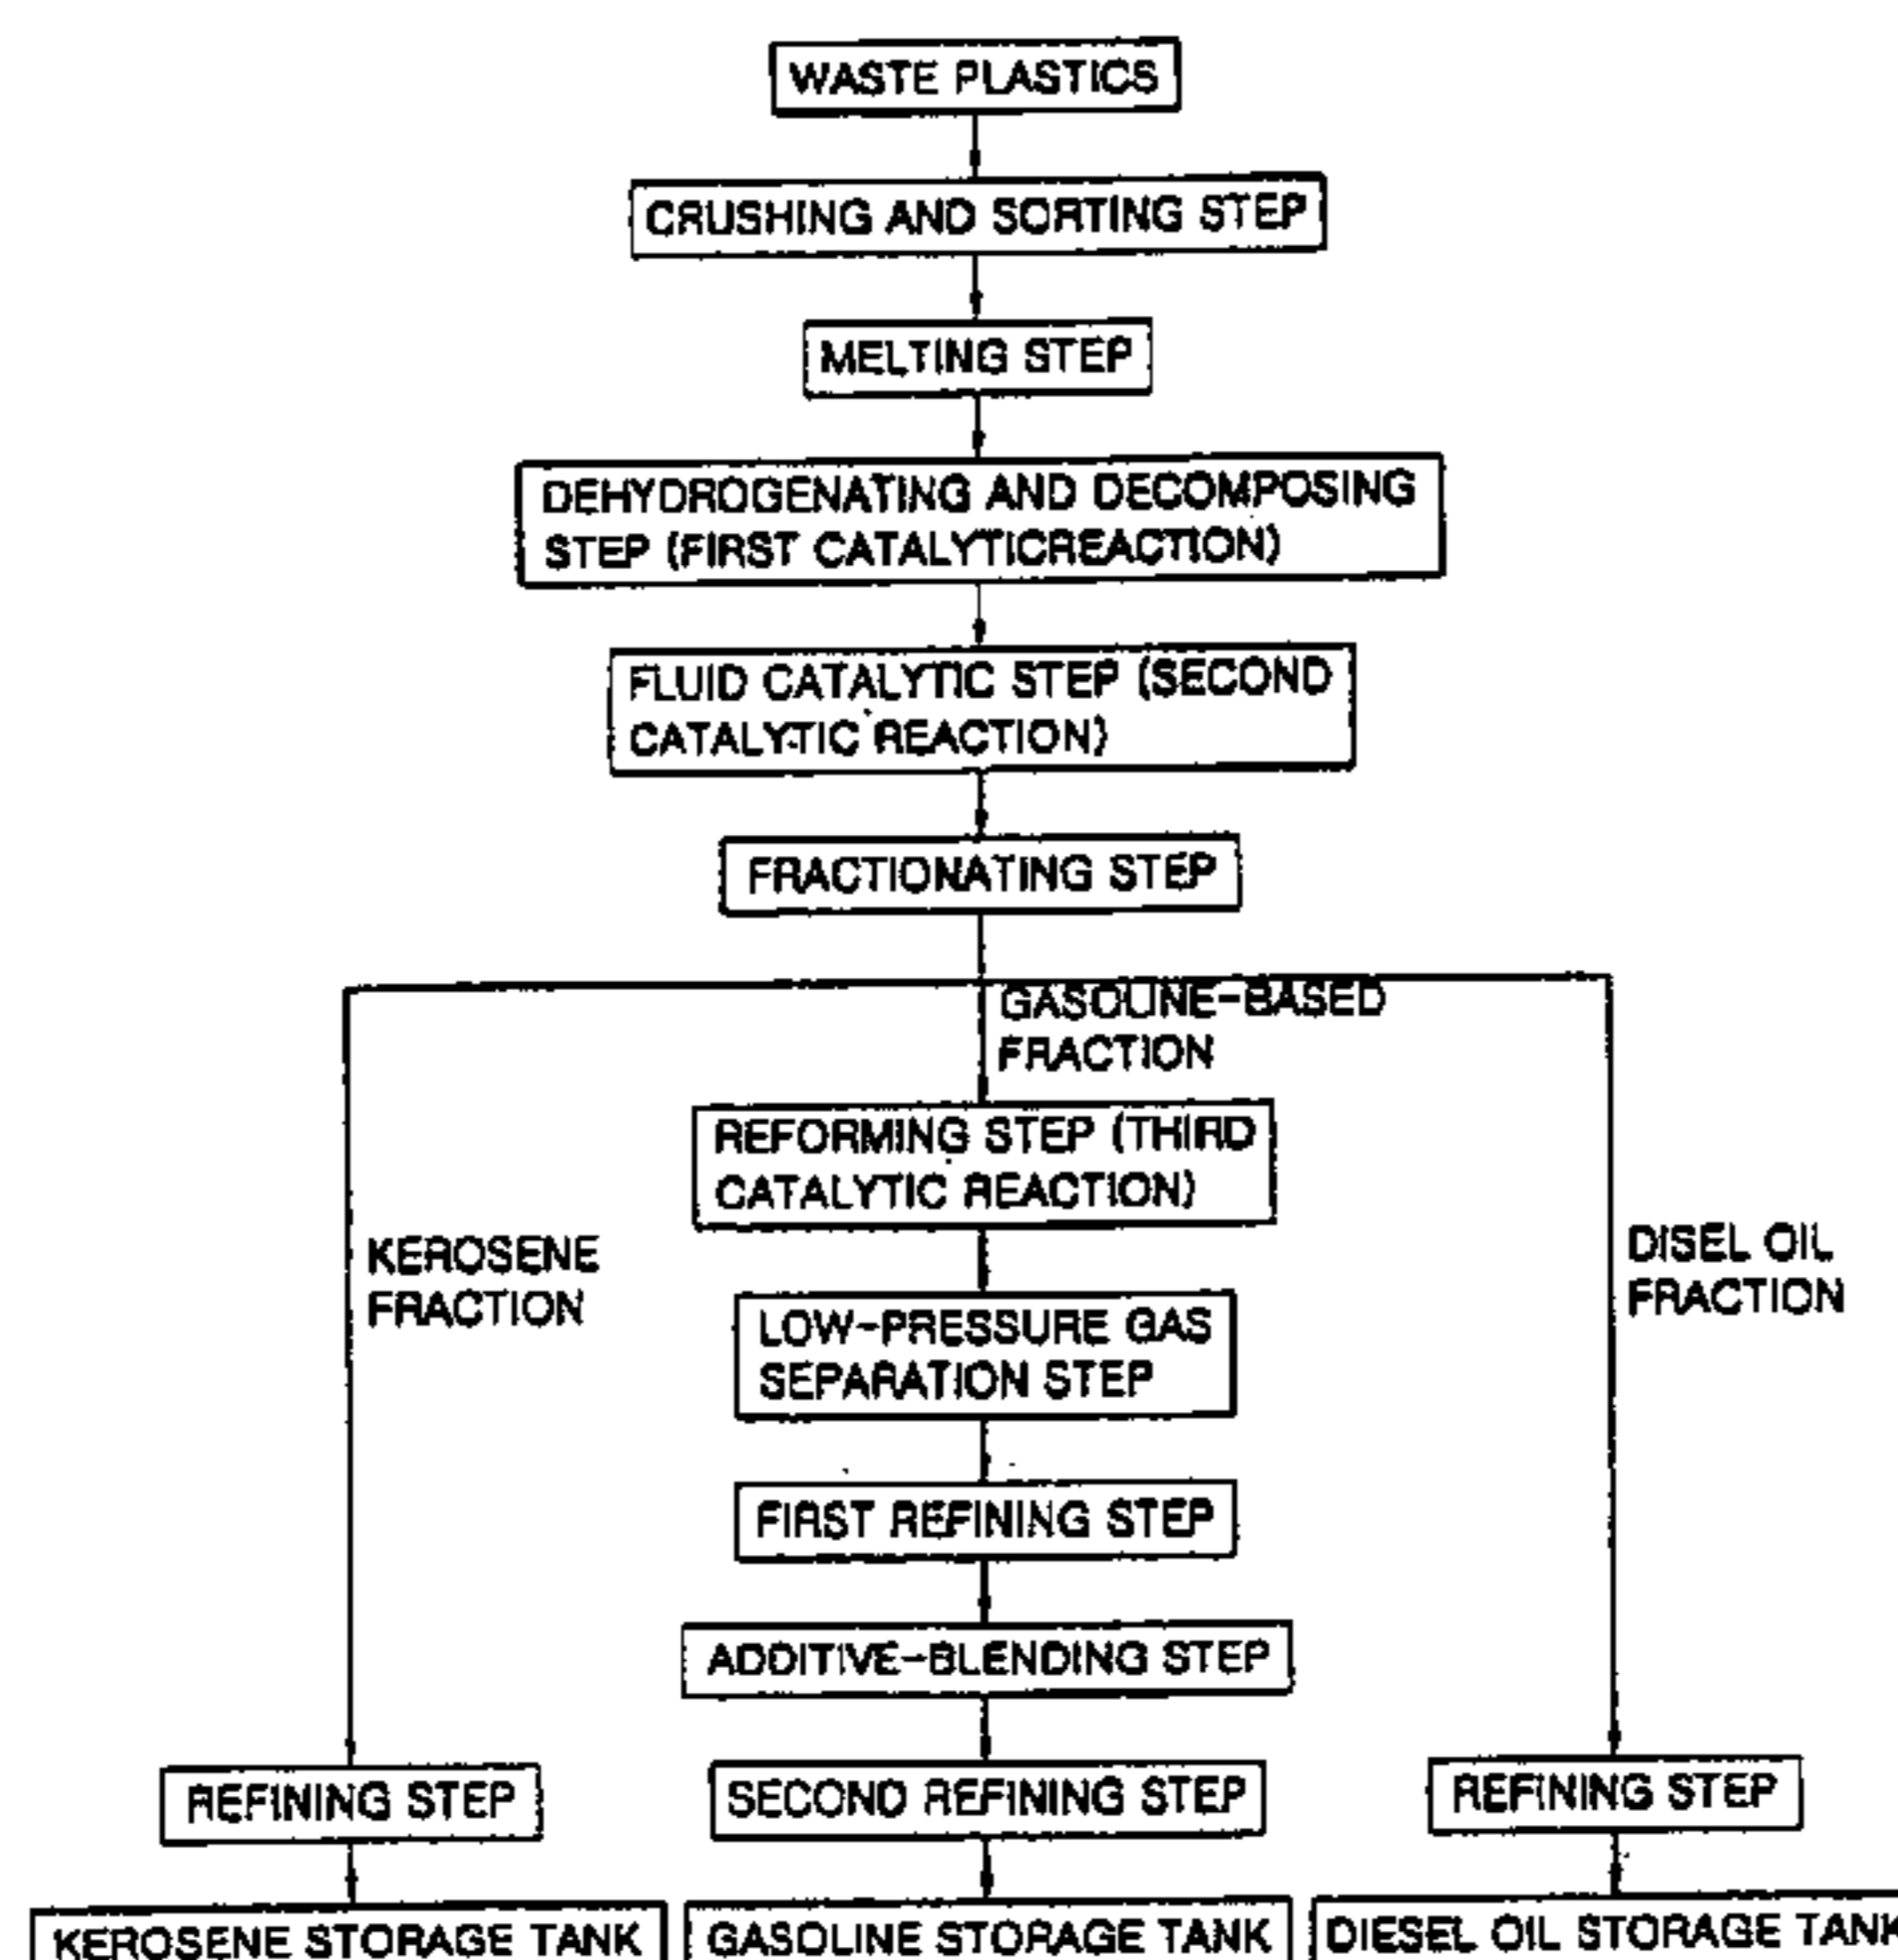 WASTE PLASTICS
CRUSHING AND SORTING STEP
MELTING STEP
DEHYDROGENATING AND DECOMPOSING
STEP (FIRST CATALYTICREACTION)
FLUID CATALYTIC STEP (SECOND
CATALYTIC REACTION)
FRACTIONATING STEP
GASOLINE-BASED
FRACTION
REFORMING STEP (THIRD
CATALYTIC REACTION)
KEROSENE
FRACTION
DISEL OIL
FRACTION
LOW-PRESSURE GAS
SEPARATION STEP
FIRST REFINING STEP
ADDITIVE-BLENDING STEP
REFINING STEP
SECOND REFINING STEP
REFINING STEP
KEROSENE STORAGE TANK
GASOLINE STORAGE TANK
DIESEL OIL STORAGE TANK